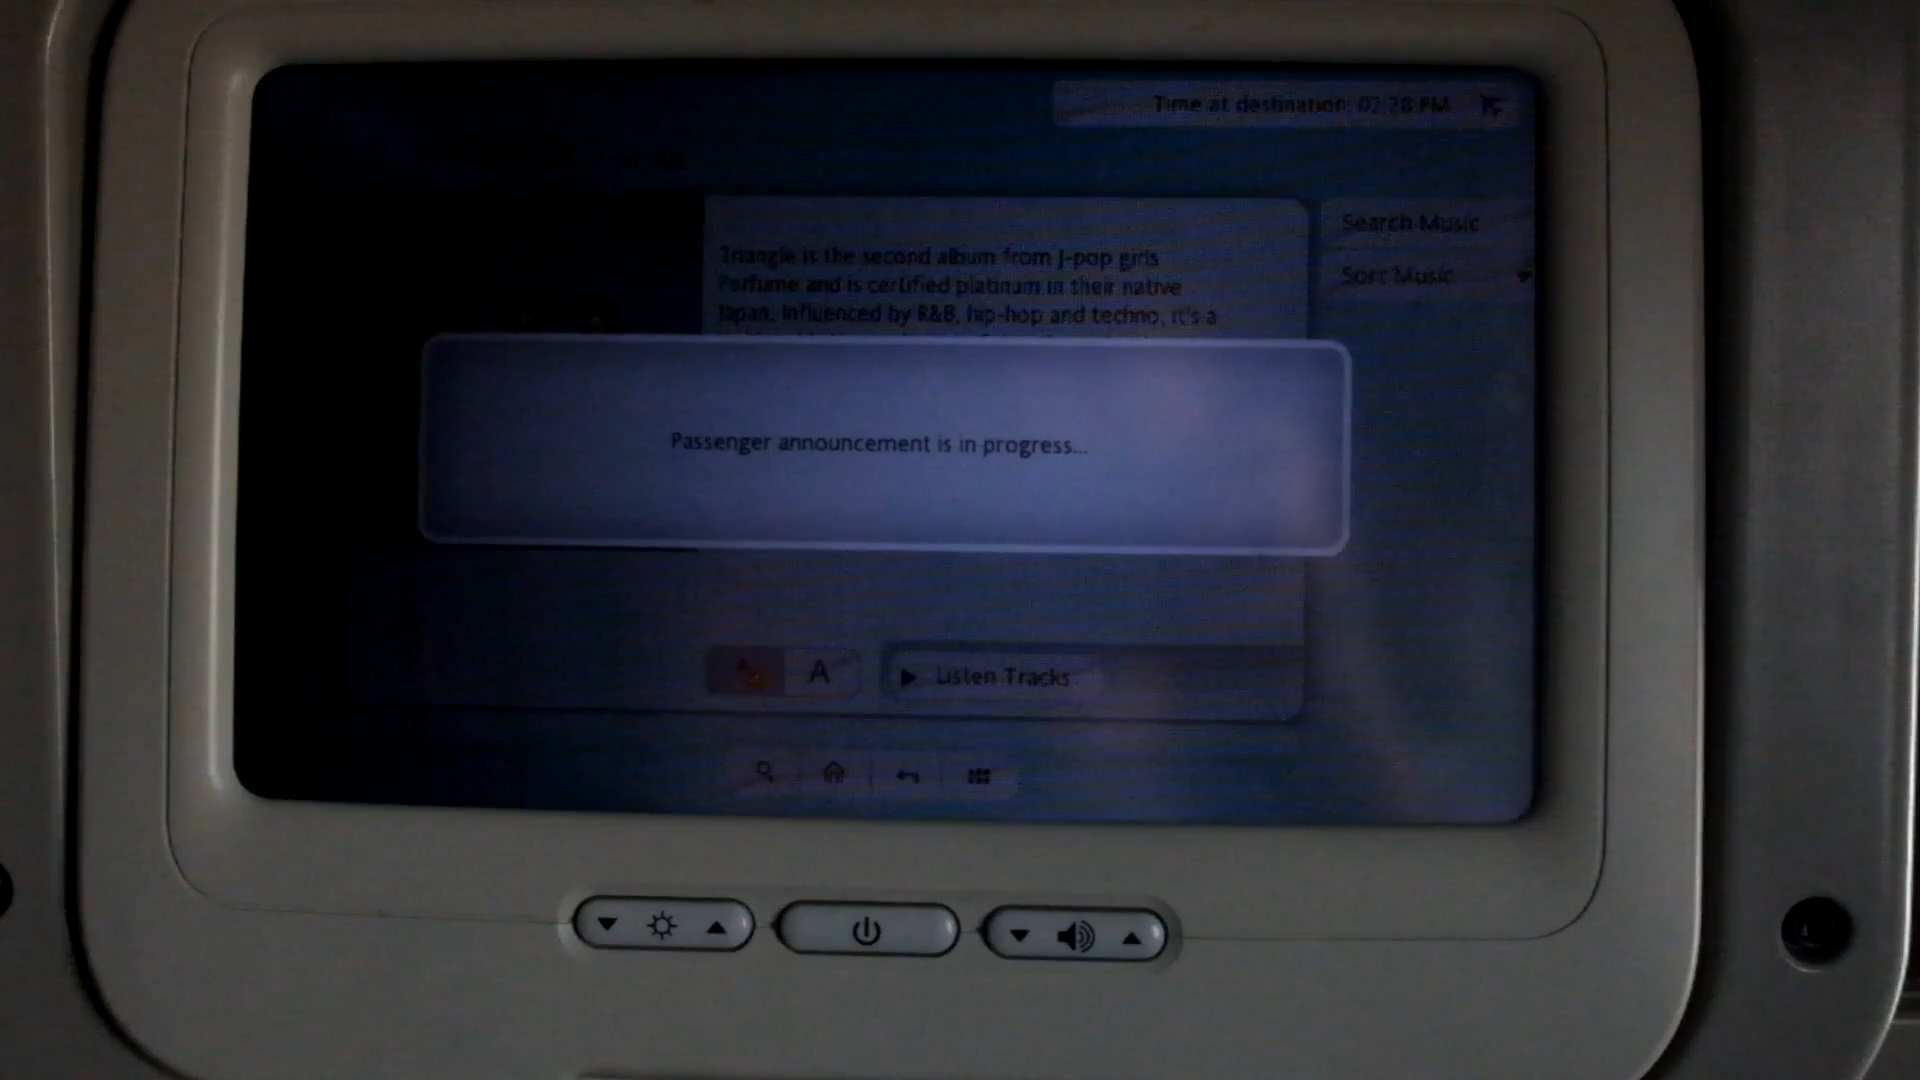 Time at destination: 02:28 PM
Search Music
Sort Music
Triangle is the second album from J-pop girls
Perfume and is certified platinum in their native
Japan. Influenced by R&B, hip-hop and techno, it's a
Passenger announcement is in progress...
A
Listen Tracks